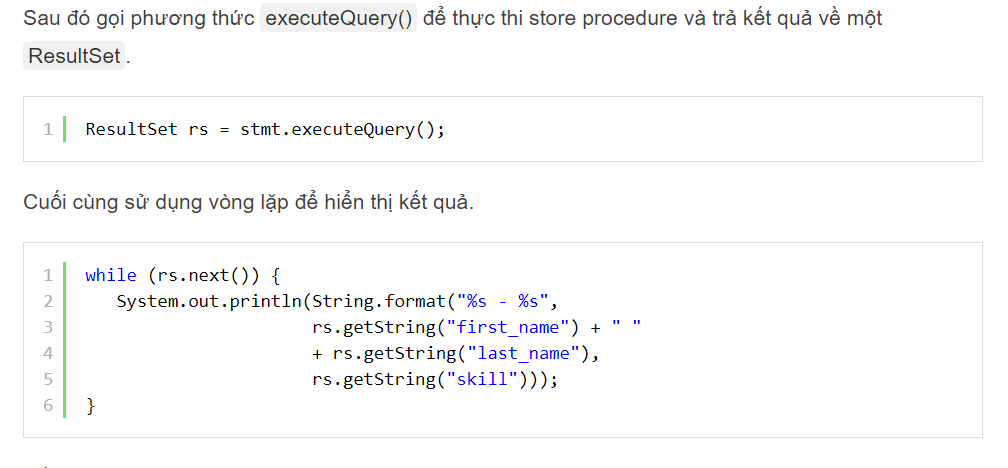 Sau đó gọi phương thức executeQuery() để thực thi store procedure và trả kết quả về một
ResultSet.
1 ResultSet rs = stmt.executeQuery();
Cuối cùng sử dụng vòng lặp để hiển thị kết quả.
1 while (rs.next()) {
2    System.out.println(String.format("%s - %s",
3                       rs.getString("first_name") + " "
4                       + rs.getString("last_name"),
5                       rs.getString("skill")));
6 }